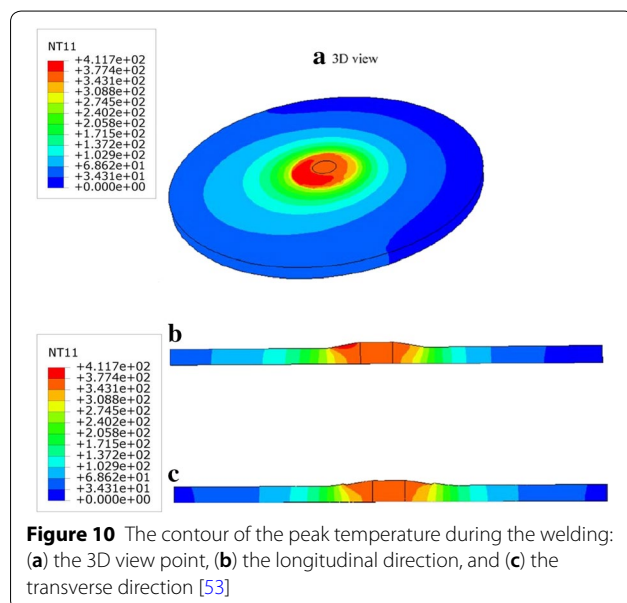 NT11
+4.117e+02
+3.774e+02
+3.431e+02
+3.088e+02
+2.745e+02
+2.402e+02
+2.058e+02
+1.715e+02
+1.372e+02
+1.029e+02
+6.862e+01
+3.431e+01
+0.000e+00
a 3D view
b
NT11
+4.117e+02
+3.774e+02
+3.431e+02
+3.088e+02
+2.745e+02
+2.402e+02
+2.058e+02
+1.715e+02
+1.372e+02
+1.029e+02
+6.862e+01
+3.431e+01
+0.000e+00
c
Figure 10 The contour of the peak temperature during the welding:
(a) the 3D view point, (b) the longitudinal direction, and (c) the
transverse direction [53]